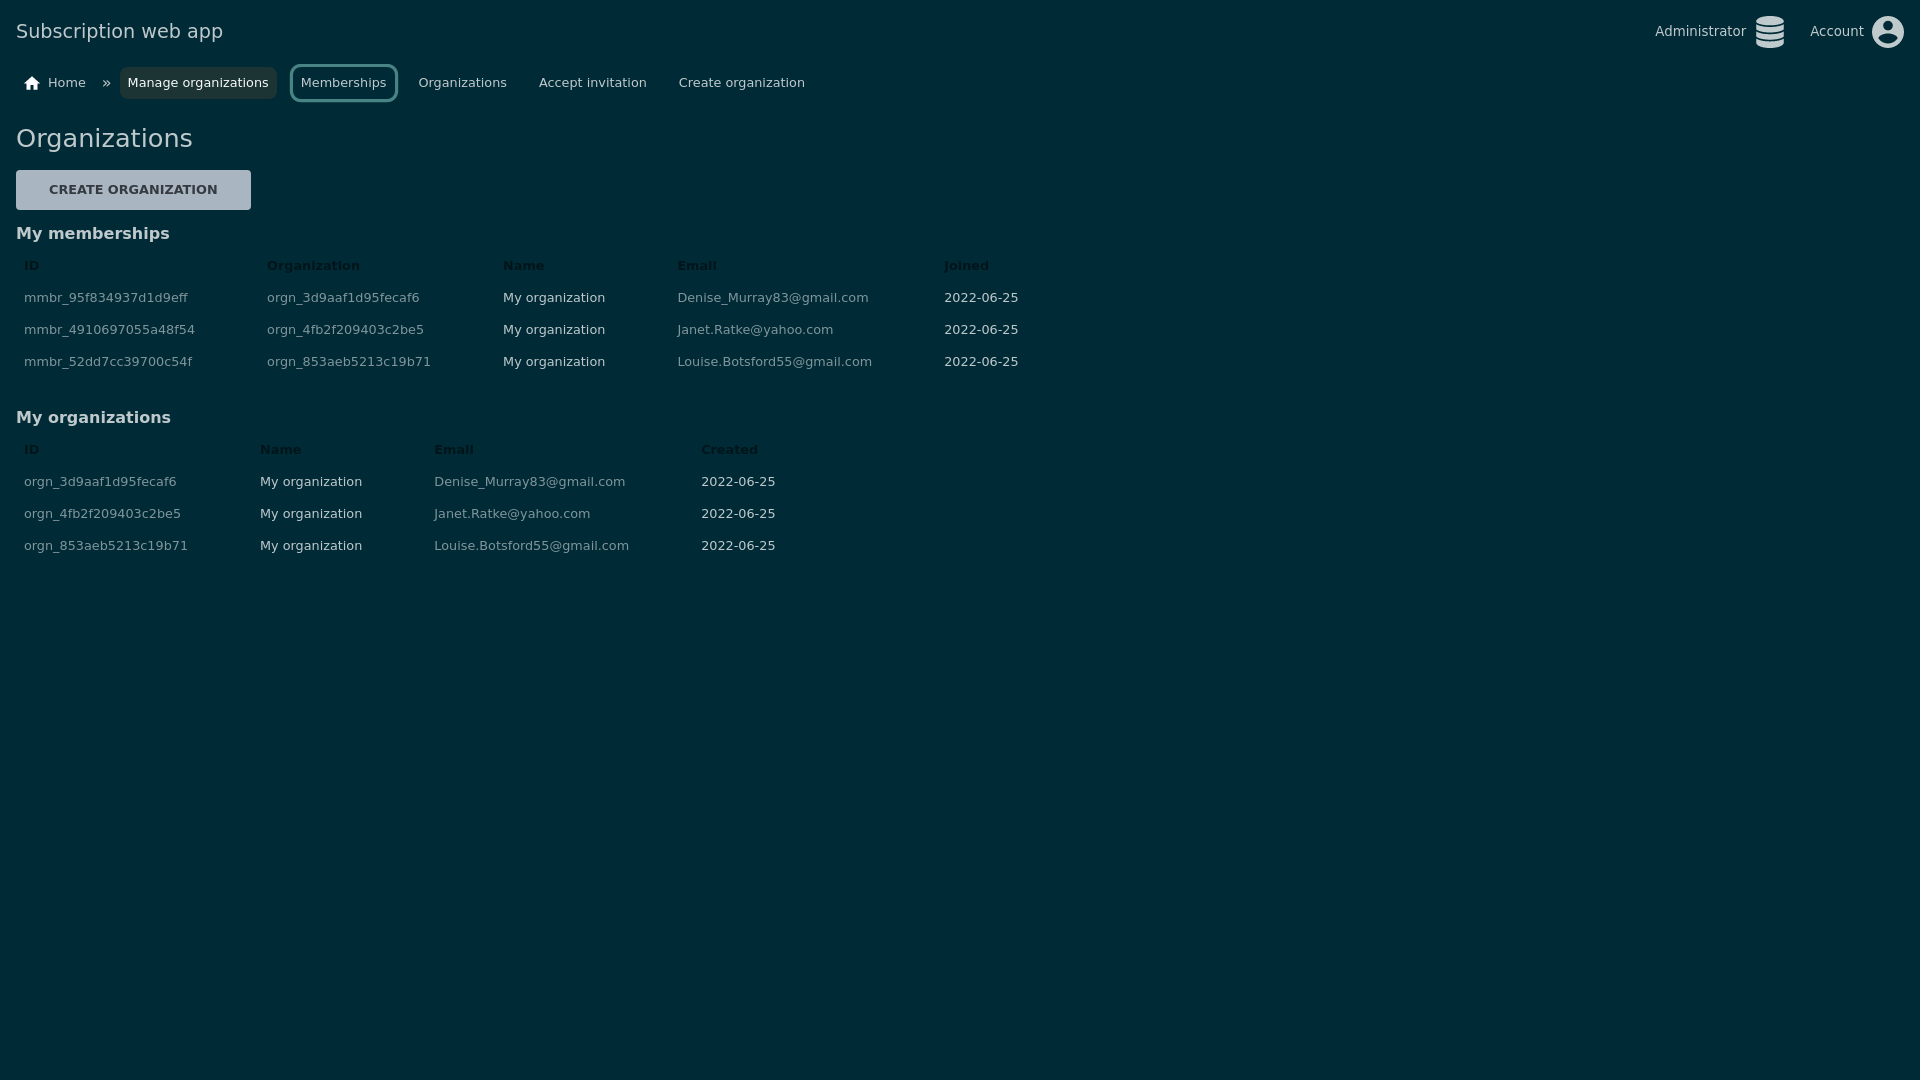 Subscription web app
Administrator Account
Home » Manage organizations Memberships Organizations Accept invitation Create organization
Organizations
CREATE ORGANIZATION
My memberships
ID Organization Name Email Joined
mmbr_95f834937d1d9eff orgn_3d9aaf1d95fecaf6 My organization Denise_Murray83@gmail.com 2022-06-25
mmbr_4910697055a48f54 orgn_4fb2f209403c2be5 My organization Janet.Ratke@yahoo.com 2022-06-25
mmbr_52dd7cc39700c54f orgn_853aeb5213c19b71 My organization Louise.Botsford55@gmail.com 2022-06-25
My organizations
ID Name Email Created
orgn_3d9aaf1d95fecaf6 My organization Denise_Murray83@gmail.com 2022-06-25
orgn_4fb2f209403c2be5 My organization Janet.Ratke@yahoo.com 2022-06-25
orgn_853aeb5213c19b71 My organization Louise.Botsford55@gmail.com 2022-06-25